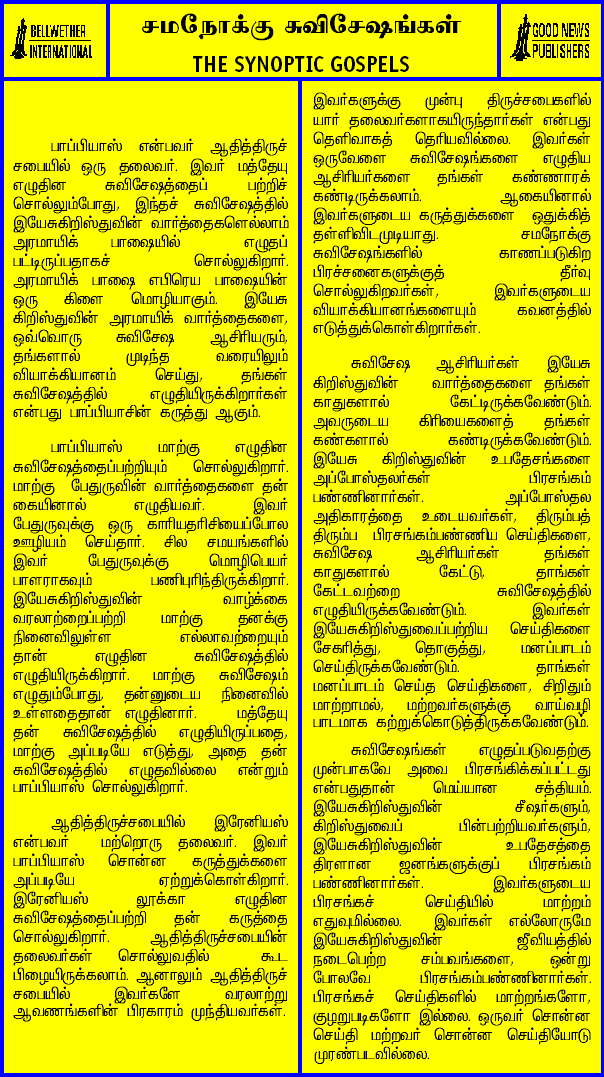 BELLWETHER
INTERNATIONAL
சமநோக்கு சுவிசேஷங்கள்
THE SYNOPTIC GOSPELS
GOOD NEWS
PUBLISHERS
பாப்பியாஸ் என்பவர் ஆதித்திருச்
சபையில் ஒரு தலைவர். இவர் மத்தேயு
எழுதின சுவிசேஷத்தைப் பற்றிச்
சொல்லும்போது, இந்தச் சுவிசேஷத்தில்
இயேசுகிறிஸ்துவின் வார்த்தைகளெல்லாம்
அரமாயிக் பாஷையில் எழுதப்
பட்டிருப்பதாகச் சொல்லுகிறார்.
அரமாயிக் பாஷை எபிரெய பாஷையின்
ஒரு கிளை மொழியாகும். இயேசு
கிறிஸ்துவின் அரமாயிக் வார்த்தைகளை,
ஒவ்வொரு சுவிசேஷ ஆசிரியரும்,
தங்களால் முடிந்த வரையிலும்
வியாக்கியானம் செய்து, தங்கள்
சுவிசேஷத்தில் எழுதியிருக்கிறார்கள்
என்பது பாப்பியாசின் கருத்து ஆகும்.
பாப்பியாஸ் மாற்கு எழுதின
சுவிசேஷத்தைப்பற்றியும் சொல்லுகிறார்.
மாற்கு பேதுருவின் வார்த்தைகளை தன்
கையினால் எழுதியவர். இவர்
பேதுருவுக்கு ஒரு காரியதரிசியைப்போல
ஊழியம் செய்தார். சில சமயங்களில்
இவர் பேதுருவுக்கு மொழிபெயர்
பாளராகவும் பணிபுரிந்திருக்கிறார்.
இயேசுகிறிஸ்துவின் வாழ்க்கை
வரலாற்றைப்பற்றி மாற்கு தனக்கு
நினைவிலுள்ள எல்லாவற்றையும்
தான் எழுதின சுவிசேஷத்தில்
எழுதியிருக்கிறார். மாற்கு சுவிசேஷம்
எழுதும்போது, தன்னுடைய நினைவில்
உள்ளதைதான் எழுதினார். மத்தேயு
தன் சுவிசேஷத்தில் எழுதியிருப்பதை,
மாற்கு அப்படியே எடுத்து, அதை தன்
சுவிசேஷத்தில் எழுதவில்லை என்றும்
பாப்பியாஸ் சொல்லுகிறார்.
ஆதித்திருச்சபையில் இரேனியஸ்
என்பவர் மற்றொரு தலைவர். இவர்
பாப்பியாஸ் சொன்ன கருத்துக்களை
அப்படியே ஏற்றுக்கொள்கிறார்.
இரேனியஸ் லூக்கா எழுதின
சுவிசேஷத்தைப்பற்றி தன் கருத்தை
சொல்லுகிறார். ஆதித்திருச்சபையின்
தலைவர்கள் சொல்லுவதில் கூட
பிழையிருக்கலாம். ஆனாலும் ஆதித்திருச்
சபையில் இவர்களே வரலாற்று
ஆவணங்களின் பிரகாரம் முந்தியவர்கள்.
இவர்களுக்கு முன்பு திருச்சபைகளில்
யார் தலைவர்களாகயிருந்தார்கள் என்பது
தெளிவாகத் தெரியவில்லை. இவர்கள்
ஒருவேளை சுவிசேஷங்களை எழுதிய
ஆசிரியர்களை தங்கள் கண்ணாரக்
கண்டிருக்கலாம். ஆகையினால்
இவர்களுடைய கருத்துக்களை ஒதுக்கித்
தள்ளிவிடமுடியாது. சமநோக்கு
சுவிசேஷங்களில் காணப்படுகிற
பிரச்சனைகளுக்குத் தீர்வு
சொல்லுகிறவர்கள், இவர்களுடைய
வியாக்கியானங்களையும் கவனத்தில்
எடுத்துக்கொள்கிறார்கள்.
சுவிசேஷ ஆசிரியர்கள் இயேசு
கிறிஸ்துவின் வார்த்தைகளை தங்கள்
காதுகளால் கேட்டிருக்கவேண்டும்.
அவருடைய கிரியைகளைத் தங்கள்
கண்களால் கண்டிருக்கவேண்டும்.
இயேசு கிறிஸ்துவின் உபதேசங்களை
அப்போஸ்தலர்கள் பிரசங்கம்
பண்ணினார்கள். அப்போஸ்தல
அதிகாரத்தை உடையவர்கள், திரும்பத்
திரும்ப பிரசங்கம்பண்ணிய செய்திகளை,
சுவிசேஷ ஆசிரியர்கள் தங்கள்
காதுகளால் கேட்டு, தாங்கள்
கேட்டவற்றை சுவிசேஷத்தில்
எழுதியிருக்கவேண்டும். இவர்கள்
இயேசுகிறிஸ்துவைப்பற்றிய செய்திகளை
சேகரித்து, தொகுத்து, மனப்பாடம்
செய்திருக்கவேண்டும். தாங்கள்
மனப்பாடம் செய்த செய்திகளை, சிறிதும்
மாற்றாமல், மற்றவர்களுக்கு வாய்வழி
பாடமாக கற்றுக்கொடுத்திருக்கவேண்டும்.
சுவிசேஷங்கள் எழுதப்படுவதற்கு
முன்பாகவே அவை பிரசங்கிக்கப்பட்டது
என்பதுதான் மெய்யான சத்தியம்.
இயேசுகிறிஸ்துவின் சீஷர்களும்,
கிறிஸ்துவைப் பின்பற்றியவர்களும்,
இயேசுகிறிஸ்துவின் உபதேசத்தை
திரளான ஜனங்களுக்குப் பிரசங்கம்
பண்ணினார்கள். இவர்களுடைய
பிரசங்கச் செய்தியில் மாற்றம்
எதுவுமில்லை. இவர்கள் எல்லோருமே
இயேசுகிறிஸ்துவின் ஜீவியத்தில்
நடைபெற்ற சம்பவங்களை, ஒன்று
போலவே பிரசங்கம்பண்ணினார்கள்.
பிரசங்கச் செய்திகளில் மாற்றங்களோ,
குழறுபடிகளோ இல்லை. ஒருவர் சொன்ன
செய்தி மற்றவர் சொன்ன செய்தியோடு
முரண்படவில்லை.